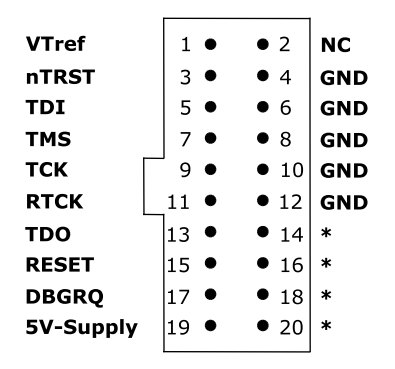 VTref 1 2 NC
nTRST 3 4 GND
TDI 5 6 GND
TMS 7 8 GND
TCK 9 10 GND
RTCK 11 12 GND
TDO 13 14 *
RESET 15 16 *
DBGRQ 17 18 *
5V-Supply 19 20 *